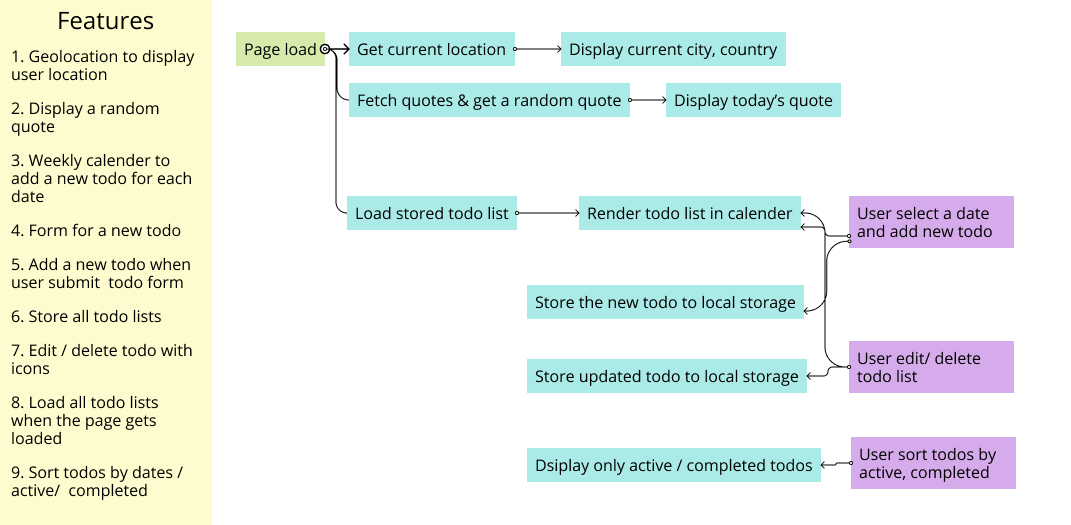 Features
1. Geolocation to display
user location
2. Display a random
quote
3. Weekly calender to
add a new todo for each
date
4. Form for a new todo
5. Add a new todo when
user submit  todo form
6. Store all todo lists
7. Edit / delete todo with
icons
8. Load all todo lists
when the page gets
loaded
9. Sort todos by dates /
active/  completed
Page load
Get current location
Display current city, country
Fetch quotes & get a random quote
Display today’s quote
Load stored todo list
Render todo list in calender
User select a date
and add new todo
Store the new todo to local storage
Store updated todo to local storage
User edit/ delete
todo list
Dsiplay only active / completed todos
User sort todos by
active, completed